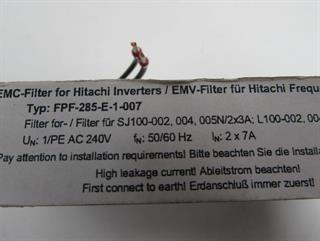 EMC-Filter for Hitachi Inverters / EMV-Filter für Hitachi Frequ
Typ: FPF-285-E-1-007
Filter for- / Filter für SJ100-002, 004, 005N/2x3A; L100-002, 004
UN: 1/PE AC 240V fN: 50/60 Hz IN: 2 x 7A
Pay attention to installation requirements! Bitte beachten Sie die Installa
High leakage current! Ableitstrom beachten!
First connect to earth! Erdanschluß immer zuerst!